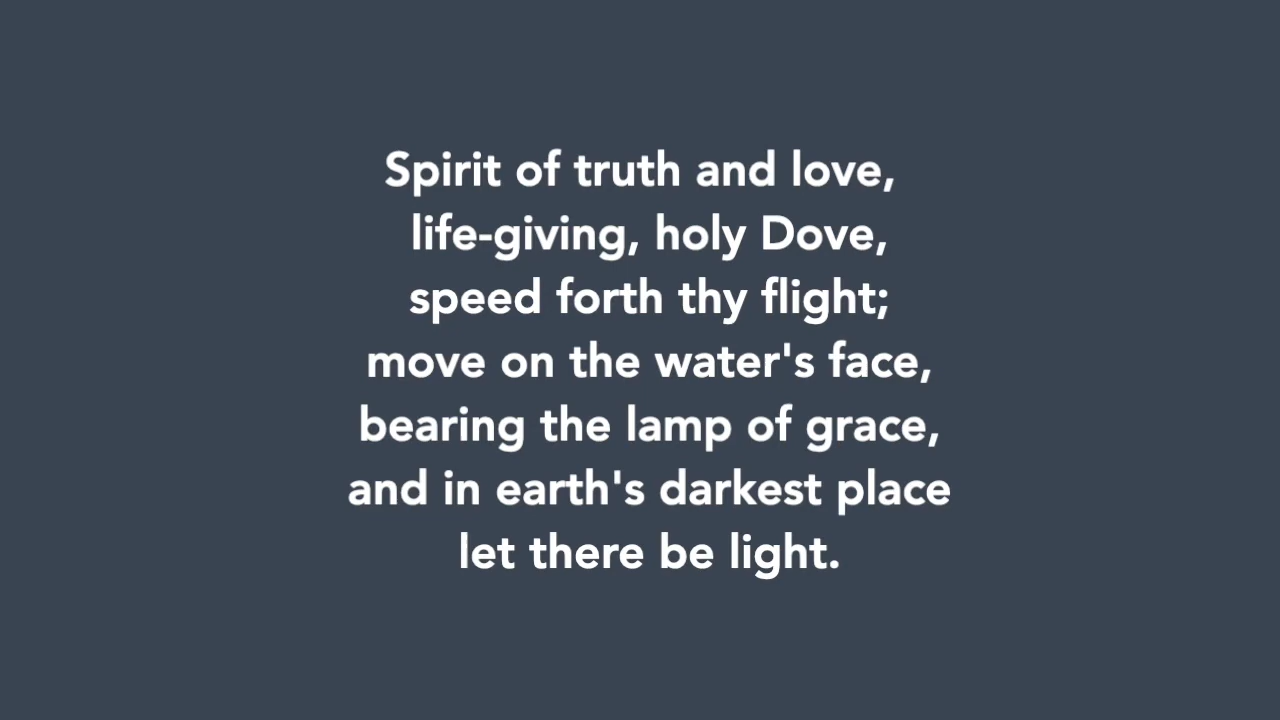 Spirit of truth and love,
life-giving, holy Dove,
speed forth thy flight;
move on the water's face,
bearing the lamp of grace,
and in earth's darkest place
let there be light.